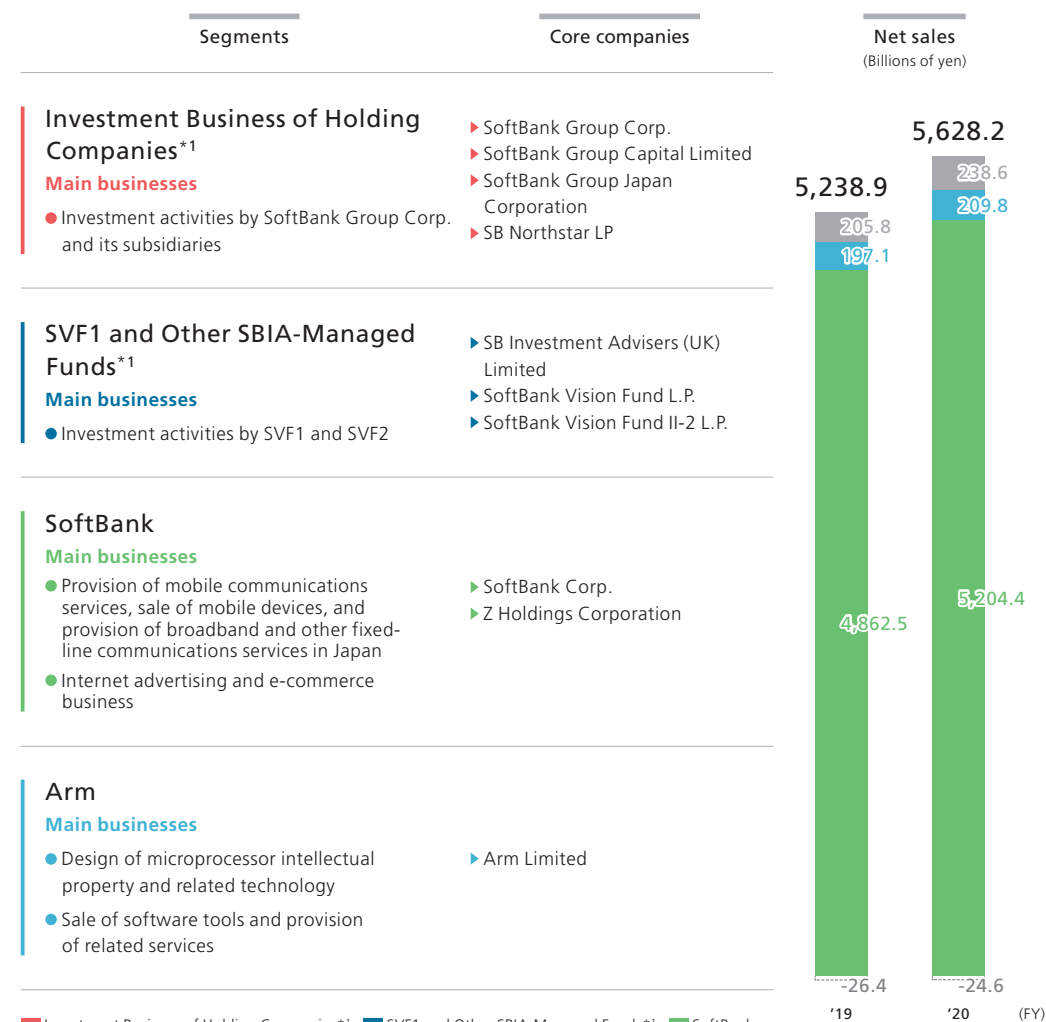 Segments
Core companies
Net sales
(Billions of yen)
Investment Business of Holding
Companies*1
Main businesses
● Investment activities by SoftBank Group Corp.
and its subsidiaries
▶ SoftBank Group Corp.
▶ SoftBank Group Capital Limited
▶ SoftBank Group Japan
Corporation
▶ SB Northstar LP
SVF1 and Other SBIA-Managed
Funds*1
Main businesses
● Investment activities by SVF1 and SVF2
▶ SB Investment Advisers (UK)
Limited
▶ SoftBank Vision Fund L.P.
▶ SoftBank Vision Fund II-2 L.P.
SoftBank
Main businesses
● Provision of mobile communications
services, sale of mobile devices, and
provision of broadband and other fixed-
line communications services in Japan
● Internet advertising and e-commerce
business
▶ SoftBank Corp.
▶ Z Holdings Corporation
Arm
Main businesses
● Design of microprocessor intellectual
property and related technology
● Sale of software tools and provision
of related services
▶ Arm Limited
5,238.9
205.8
197.1
4,862.5
-26.4
'19
5,628.2
238.6
209.8
5,204.4
-24.6
'20
(FY)